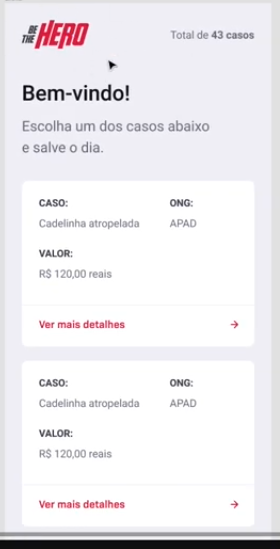 BE THE HERO
Total de 43 casos
Bem-vindo!
Escolha um dos casos abaixo
e salve o dia.
CASO: ONG:
Cadelinha atropelada APAD
VALOR:
R$ 120,00 reais
Ver mais detalhes →
CASO: ONG:
Cadelinha atropelada APAD
VALOR:
R$ 120,00 reais
Ver mais detalhes →